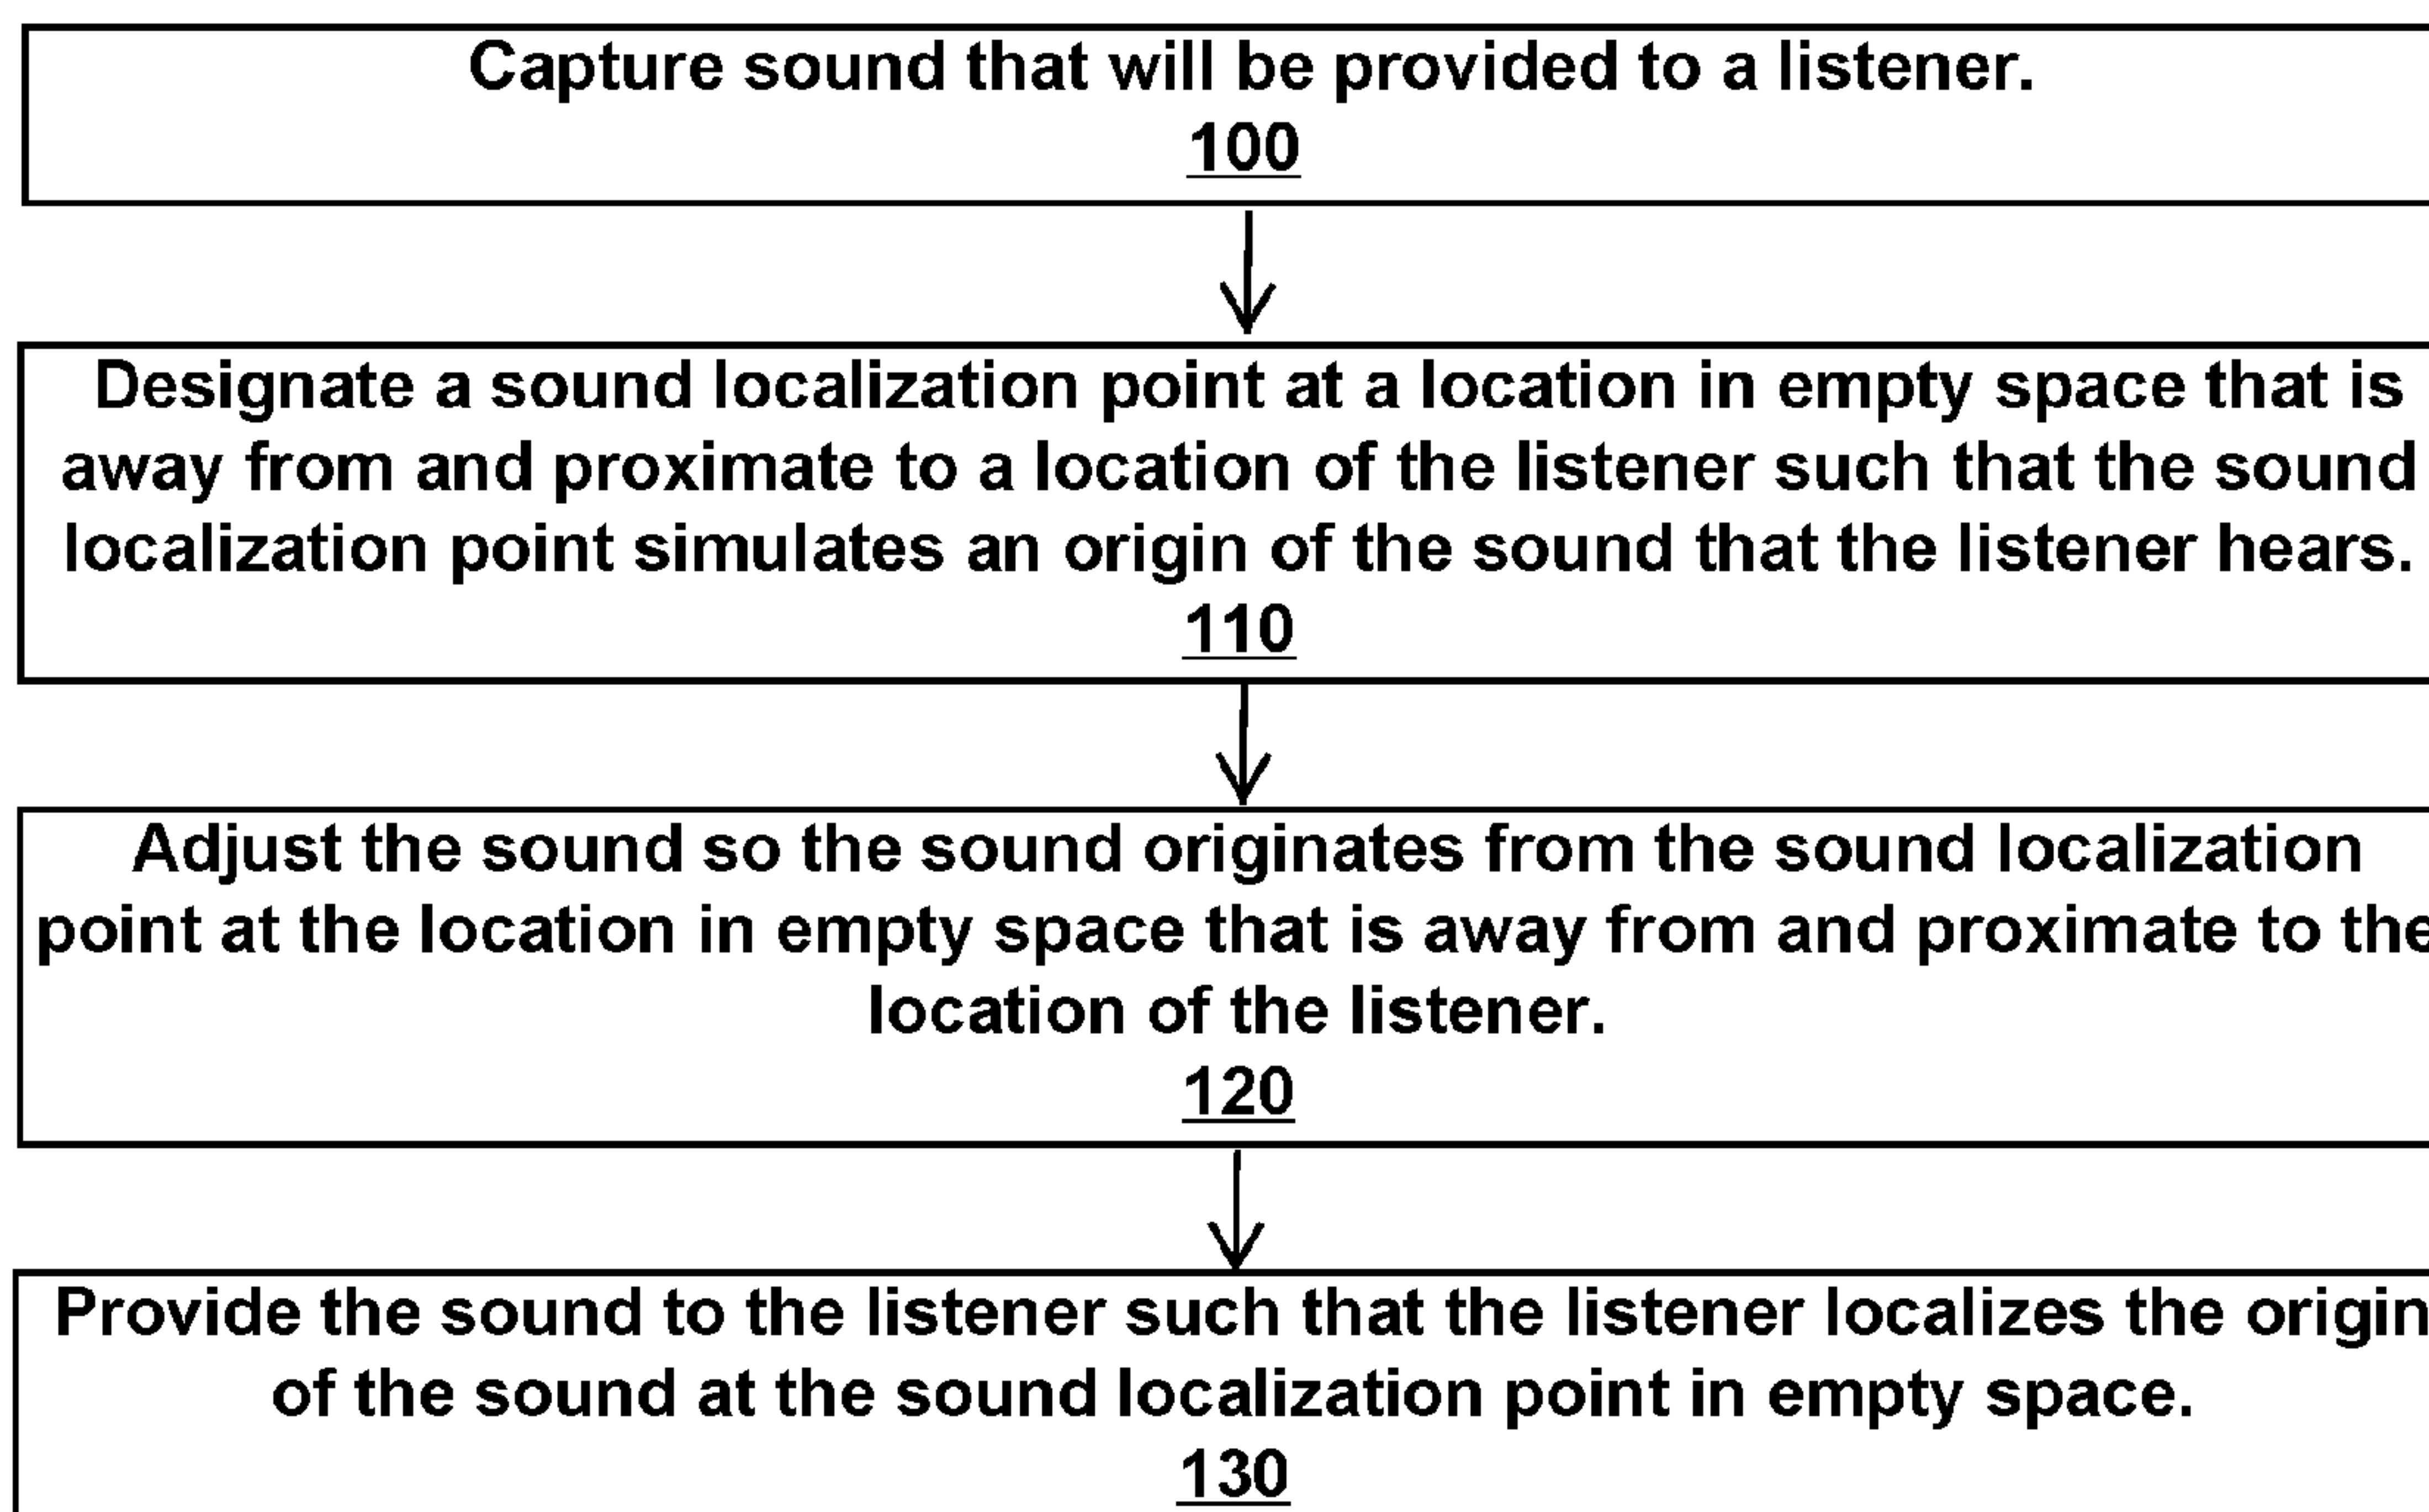 Capture sound that will be provided to a listener.
100
Designate a sound localization point at a location in empty space that is
away from and proximate to a location of the listener such that the sound
localization point simulates an origin of the sound that the listener hears.
110
Adjust the sound so the sound originates from the sound localization
point at the location in empty space that is away from and proximate to the
location of the listener.
120
Provide the sound to the listener such that the listener localizes the origin
of the sound at the sound localization point in empty space.
130